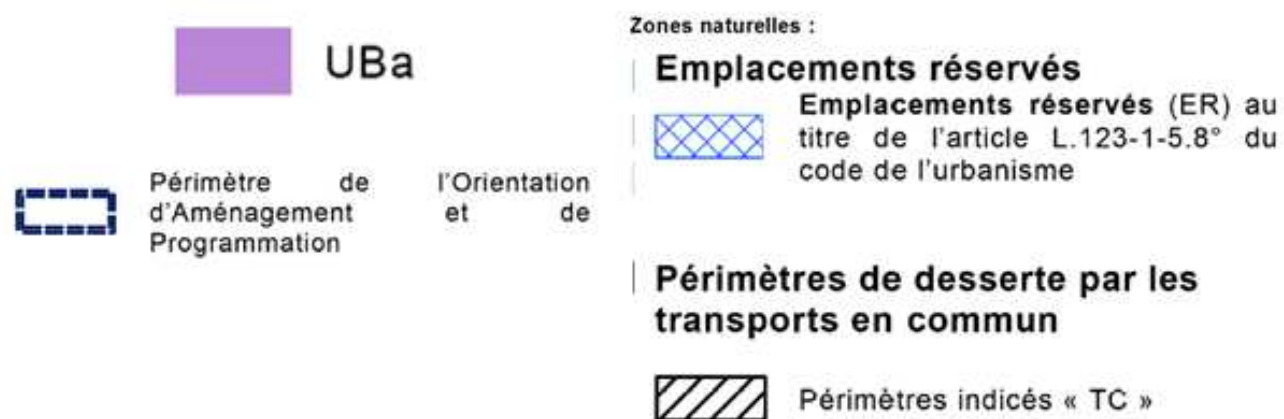 UBa
Périmètre de l'Orientation
d'Aménagement et de
Programmation
Zones naturelles :
Emplacements réservés
Emplacements réservés (ER) au
titre de l'article L.123-1-5.8° du
code de l'urbanisme
Périmètres de desserte par les
transports en commun
Périmètres indicés « TC »